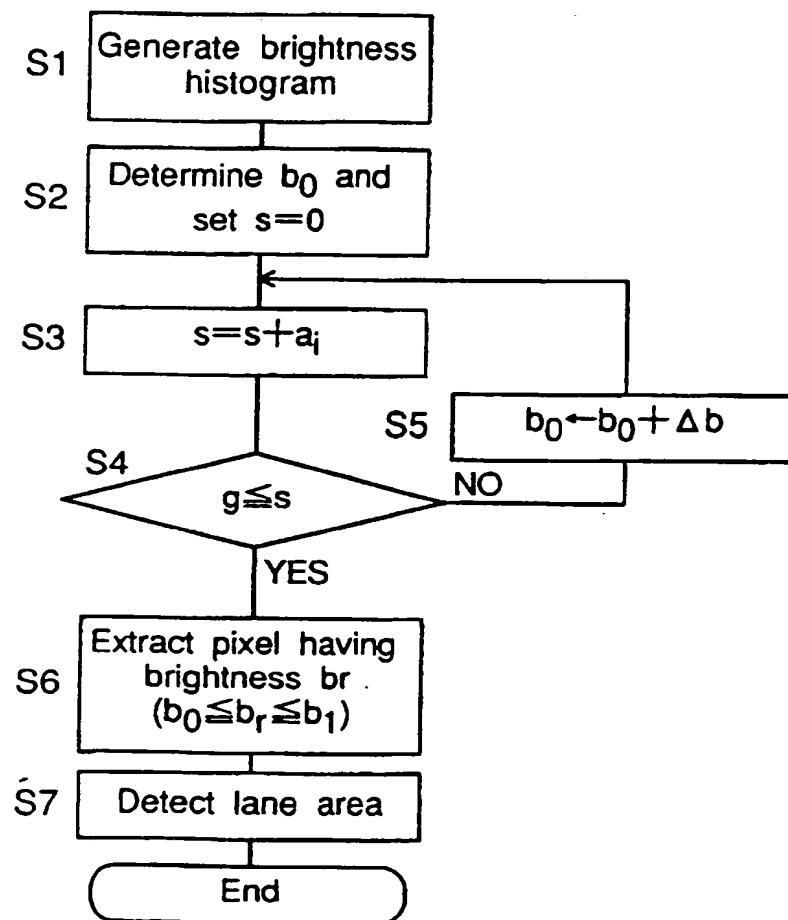 S1
Generate brightness
histogram
S2
Determine b₀ and
set s=0
S3
s=s+aᵢ
S5
b₀←b₀+Δb
S4
g≦s
NO
YES
S6
Extract pixel having
brightness br
(b₀≦bᵣ≦b₁)
S7
Detect lane area
End